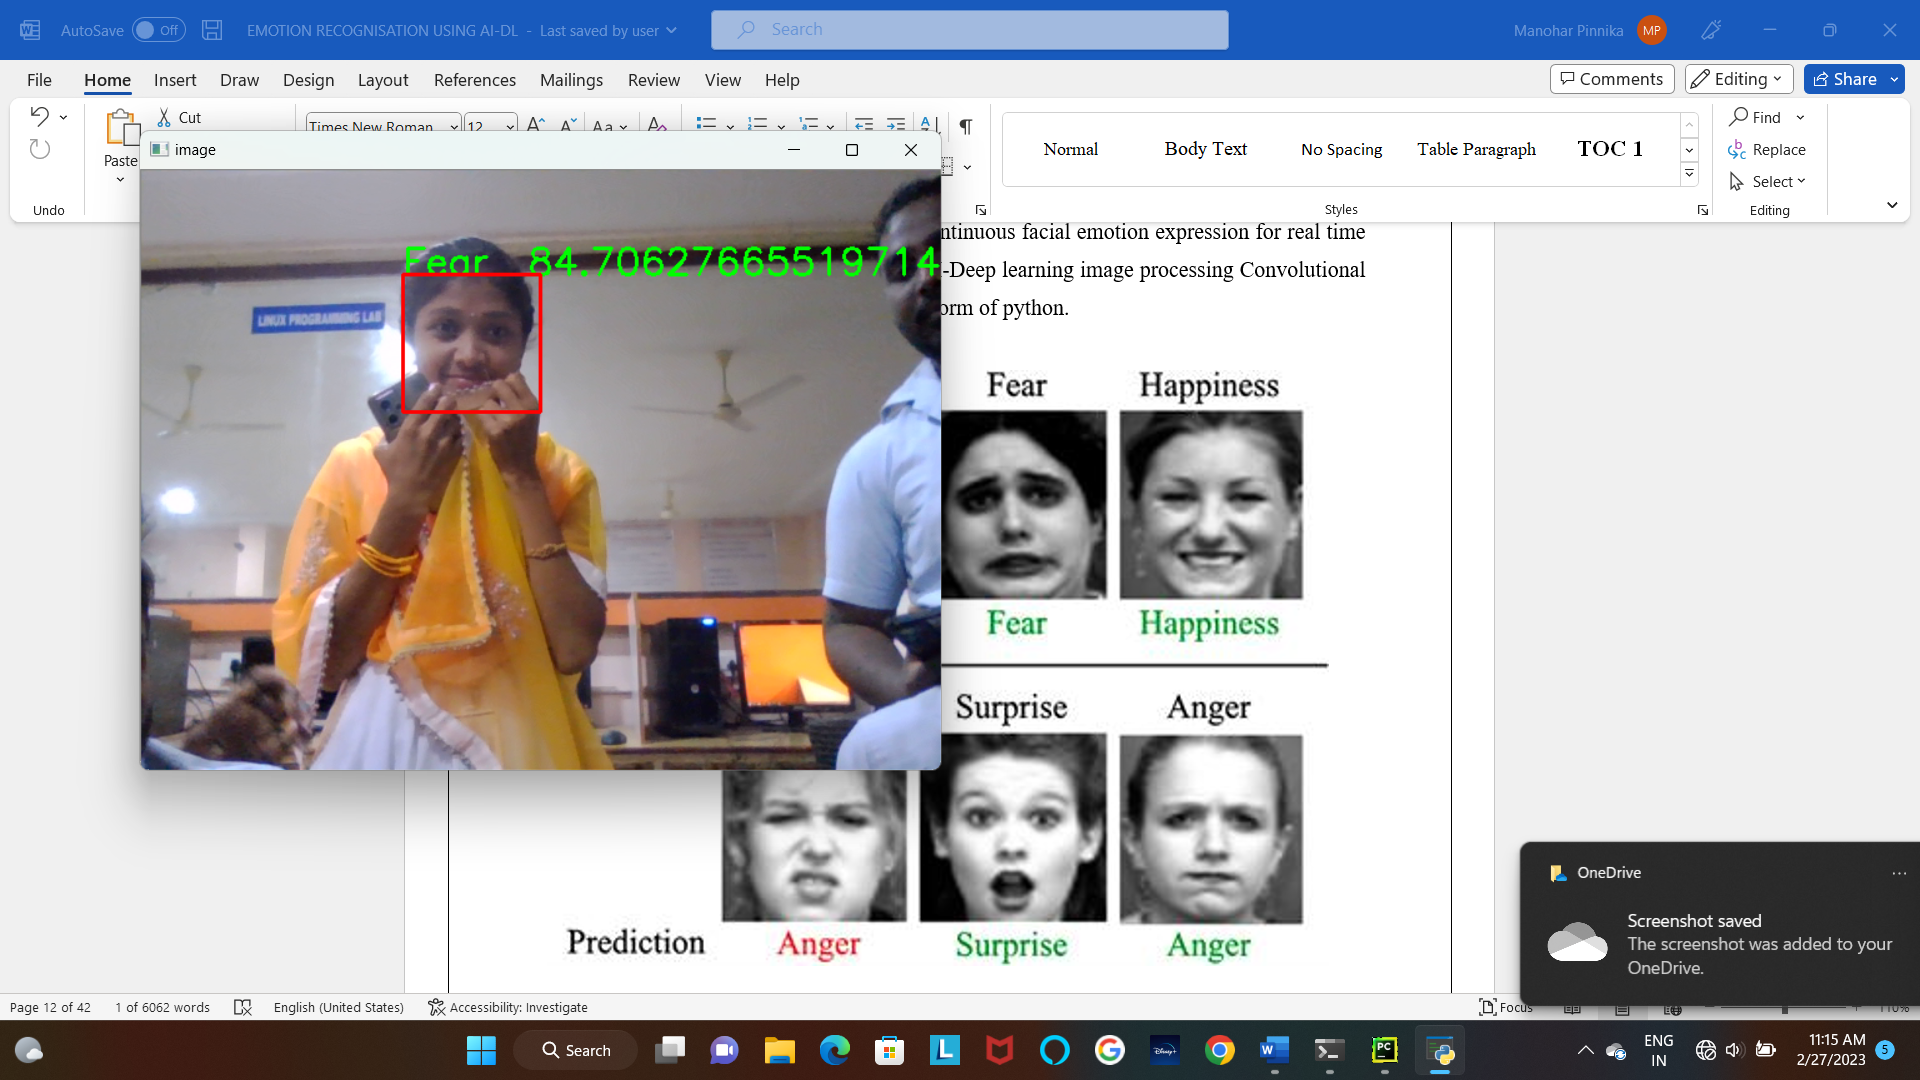 AutoSave Off EMOTION RECOGNISATION USING AI-DL - Last saved by user Search Manohar Pinnika MP
File Home Insert Draw Design Layout References Mailings Review View Help Comments Editing Share
Cut
Paste
Undo
Times New Roman 12 Aa
Normal Body Text No Spacing Table Paragraph TOC 1
Styles
Find
Replace
Select
Editing
image
Fear 84.70627665519714
LINUX PROGRAMMING LAB
ntinuous facial emotion expression for real time
-Deep learning image processing Convolutional
orm of python.
Fear Happiness
Fear Happiness
Surprise Anger
Prediction Anger Surprise Anger
OneDrive
Screenshot saved
The screenshot was added to your
OneDrive.
Page 12 of 42 1 of 6062 words English (United States) Accessibility: Investigate Focus 110%
Search
PC
Disney+
ENG
IN
11:15 AM
2/27/2023
5